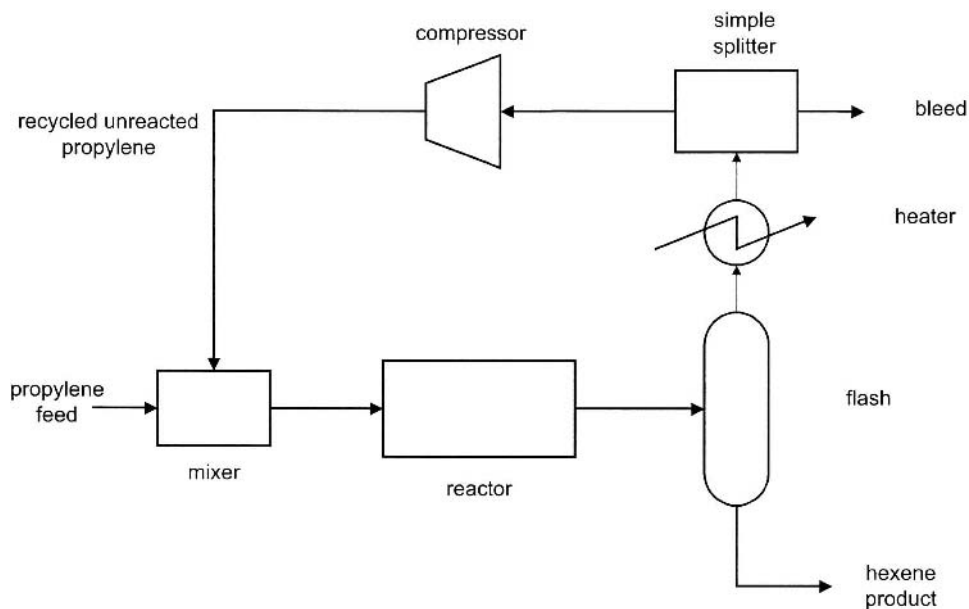 simple
splitter
compressor
bleed
recycled unreacted
propylene
heater
propylene
feed
flash
mixer
reactor
hexene
product